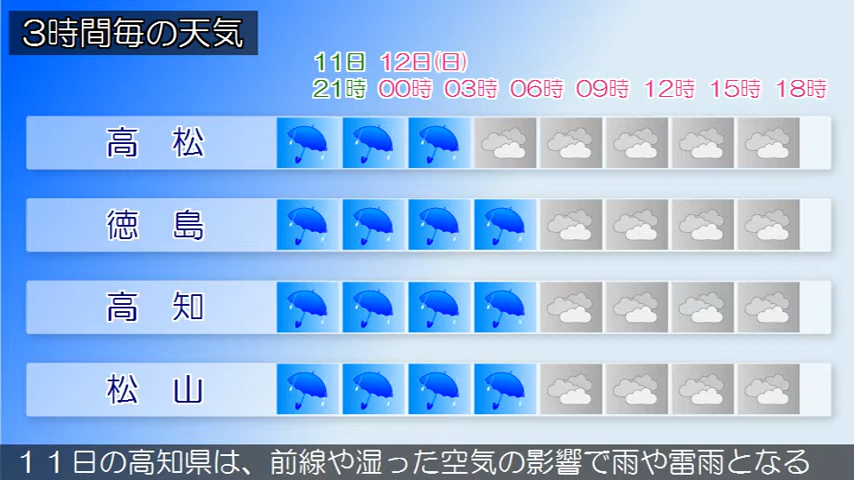 3時間毎の天気
11日 12日(日)
21時 00時 03時 06時 09時 12時 15時 18時
高 松
徳 島
高 知
松 山
11日の高知県は、前線や湿った空気の影響で雨や雷雨となる